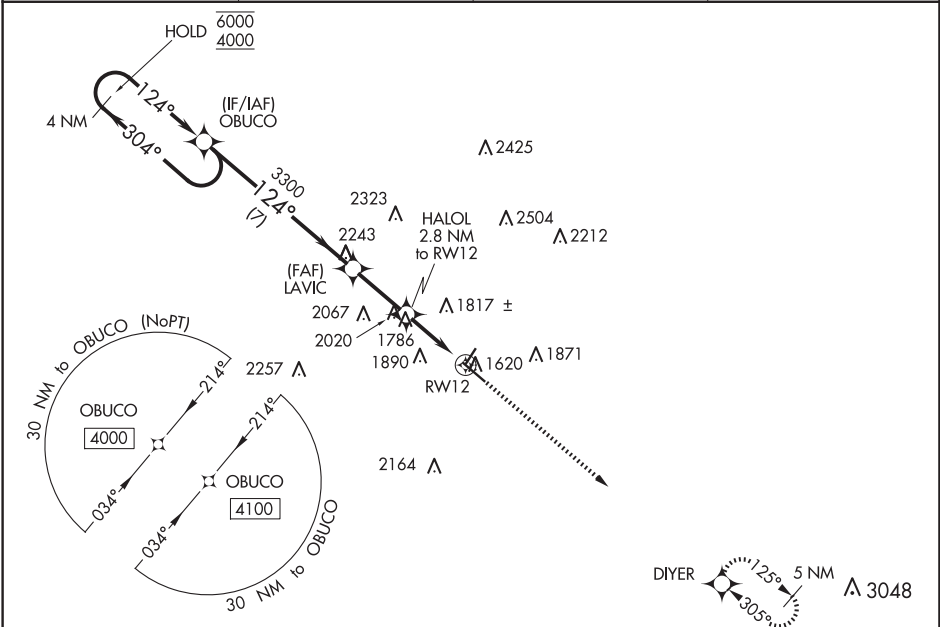 HOLD 6000
4000
124°
4 NM
304°
(IF/IAF)
OBUCO
3300
124°
(7)
2425
2323
2504
2212
HALOL
2.8 NM
to RW12
2243
(FAF)
LAVIC
2067
2020
1786
1817 ±
1890
1620
1871
RW12
2257
2164
30 NM to OBUCO (NoPT)
214°
OBUCO
4000
034°
214°
OBUCO
4100
034°
30 NM to OBUCO
DIYER
125°
305°
5 NM
3048